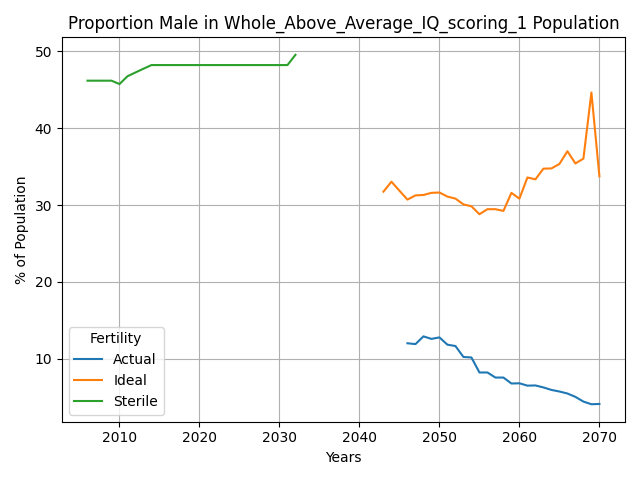 Proportion Male in Whole_Above_Average_IQ_scoring_1 Population
50
40
30
20
10
% of Population
Fertility
Actual
Ideal
Sterile
2010 2020 2030 2040 2050 2060 2070
Years